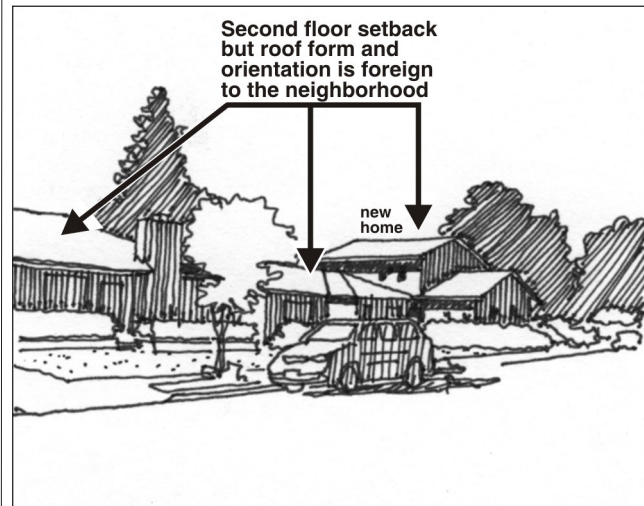 Second floor setback
but roof form and
orientation is foreign
to the neighborhood
new
home